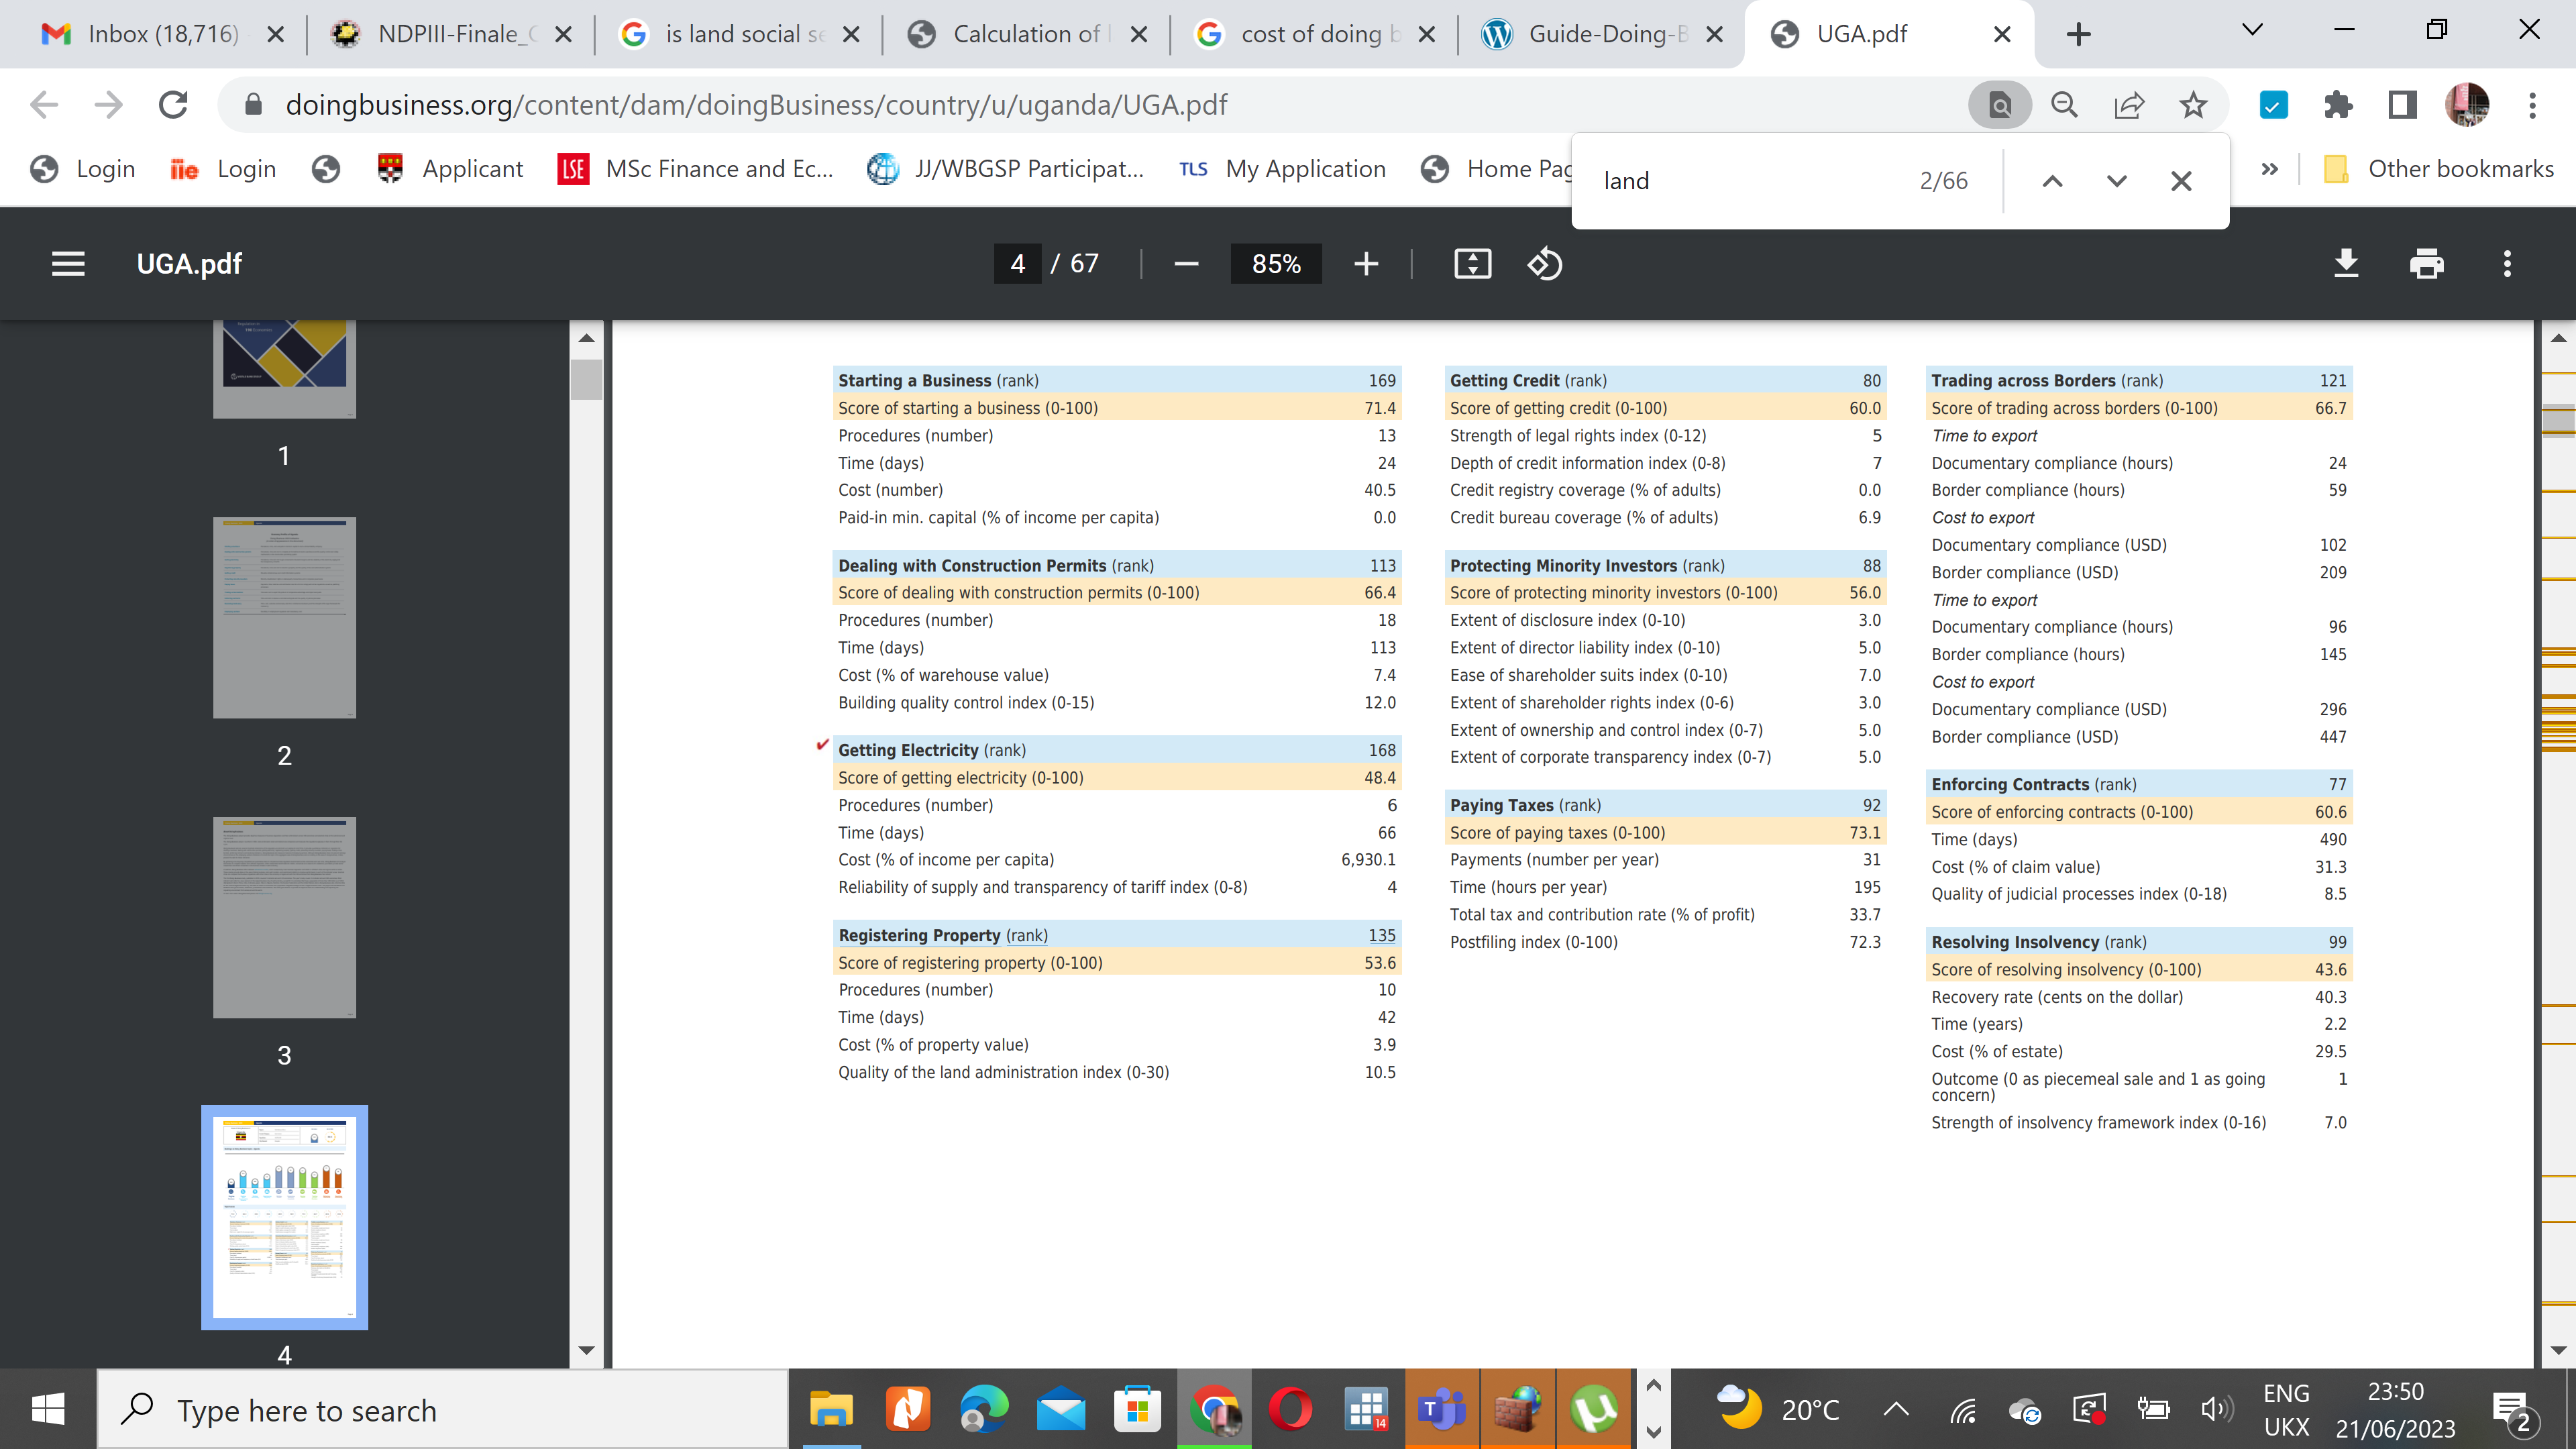 Inbox (18,716)
NDPIII-Finale_C
is land social se
Calculation of l
cost of doing b
Guide-Doing-B
UGA.pdf
doingbusiness.org/content/dam/doingBusiness/country/u/uganda/UGA.pdf
Login
iie Login
Applicant
LSE MSc Finance and Ec...
JJ/WBGSP Participat...
TLS My Application
Home Pag
»
Other bookmarks
land 2/66
UGA.pdf
4 / 67
85%
1
2
3
4
Starting a Business (rank) 169
Score of starting a business (0-100) 71.4
Procedures (number) 13
Time (days) 24
Cost (number) 40.5
Paid-in min. capital (% of income per capita) 0.0
Dealing with Construction Permits (rank) 113
Score of dealing with construction permits (0-100) 66.4
Procedures (number) 18
Time (days) 113
Cost (% of warehouse value) 7.4
Building quality control index (0-15) 12.0
Getting Electricity (rank) 168
Score of getting electricity (0-100) 48.4
Procedures (number) 6
Time (days) 66
Cost (% of income per capita) 6,930.1
Reliability of supply and transparency of tariff index (0-8) 4
Registering Property (rank) 135
Score of registering property (0-100) 53.6
Procedures (number) 10
Time (days) 42
Cost (% of property value) 3.9
Quality of the land administration index (0-30) 10.5
Getting Credit (rank) 80
Score of getting credit (0-100) 60.0
Strength of legal rights index (0-12) 5
Depth of credit information index (0-8) 7
Credit registry coverage (% of adults) 0.0
Credit bureau coverage (% of adults) 6.9
Protecting Minority Investors (rank) 88
Score of protecting minority investors (0-100) 56.0
Extent of disclosure index (0-10) 3.0
Extent of director liability index (0-10) 5.0
Ease of shareholder suits index (0-10) 7.0
Extent of shareholder rights index (0-6) 3.0
Extent of ownership and control index (0-7) 5.0
Extent of corporate transparency index (0-7) 5.0
Paying Taxes (rank) 92
Score of paying taxes (0-100) 73.1
Payments (number per year) 31
Time (hours per year) 195
Total tax and contribution rate (% of profit) 33.7
Postfiling index (0-100) 72.3
Trading across Borders (rank) 121
Score of trading across borders (0-100) 66.7
Time to export
Documentary compliance (hours) 24
Border compliance (hours) 59
Cost to export
Documentary compliance (USD) 102
Border compliance (USD) 209
Time to export
Documentary compliance (hours) 96
Border compliance (hours) 145
Cost to export
Documentary compliance (USD) 296
Border compliance (USD) 447
Enforcing Contracts (rank) 77
Score of enforcing contracts (0-100) 60.6
Time (days) 490
Cost (% of claim value) 31.3
Quality of judicial processes index (0-18) 8.5
Resolving Insolvency (rank) 99
Score of resolving insolvency (0-100) 43.6
Recovery rate (cents on the dollar) 40.3
Time (years) 2.2
Cost (% of estate) 29.5
Outcome (0 as piecemeal sale and 1 as going 1
concern)
Strength of insolvency framework index (0-16) 7.0
Type here to search
14
T
20°C
ENG
UKX
23:50
21/06/2023
2